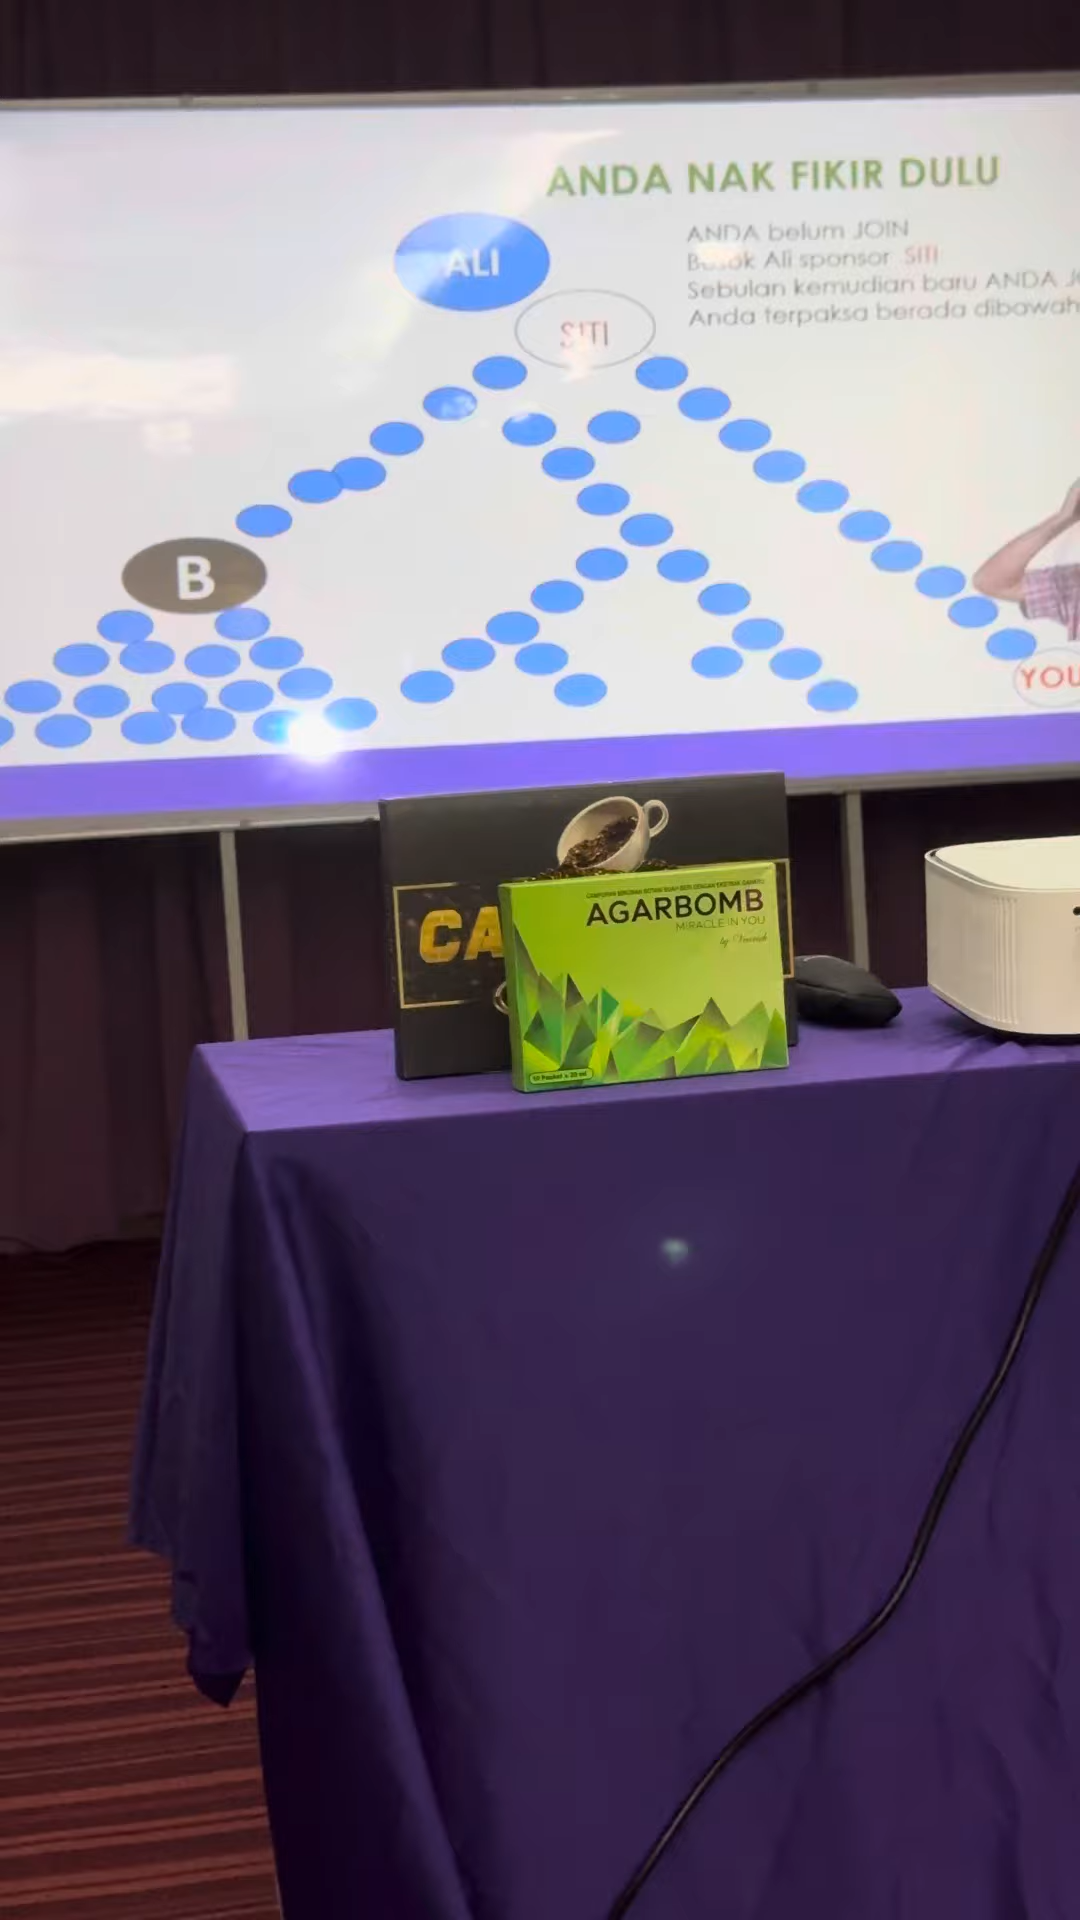 ANDA NAK FIKIR DULU
ANDA belum JOIN
Ali sponsor SITI
Sebulan kemudian baru ANDA
Anda terpaksa berada dibawah
ALI
SITI
B
YOU
CA
AGARBOMB
MIRACLE IN YOU
by